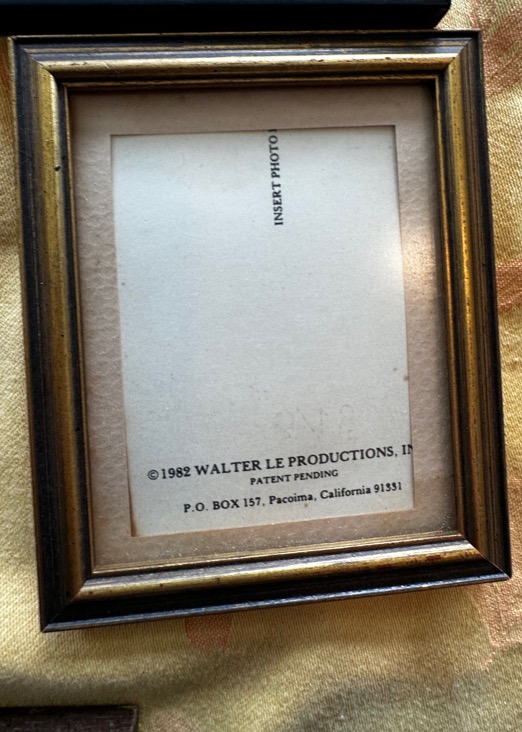 INSERT PHOTO
©1982 WALTER LE PRODUCTIONS, IN
PATENT PENDING
P.O. BOX 157, Pacoima, California 91331